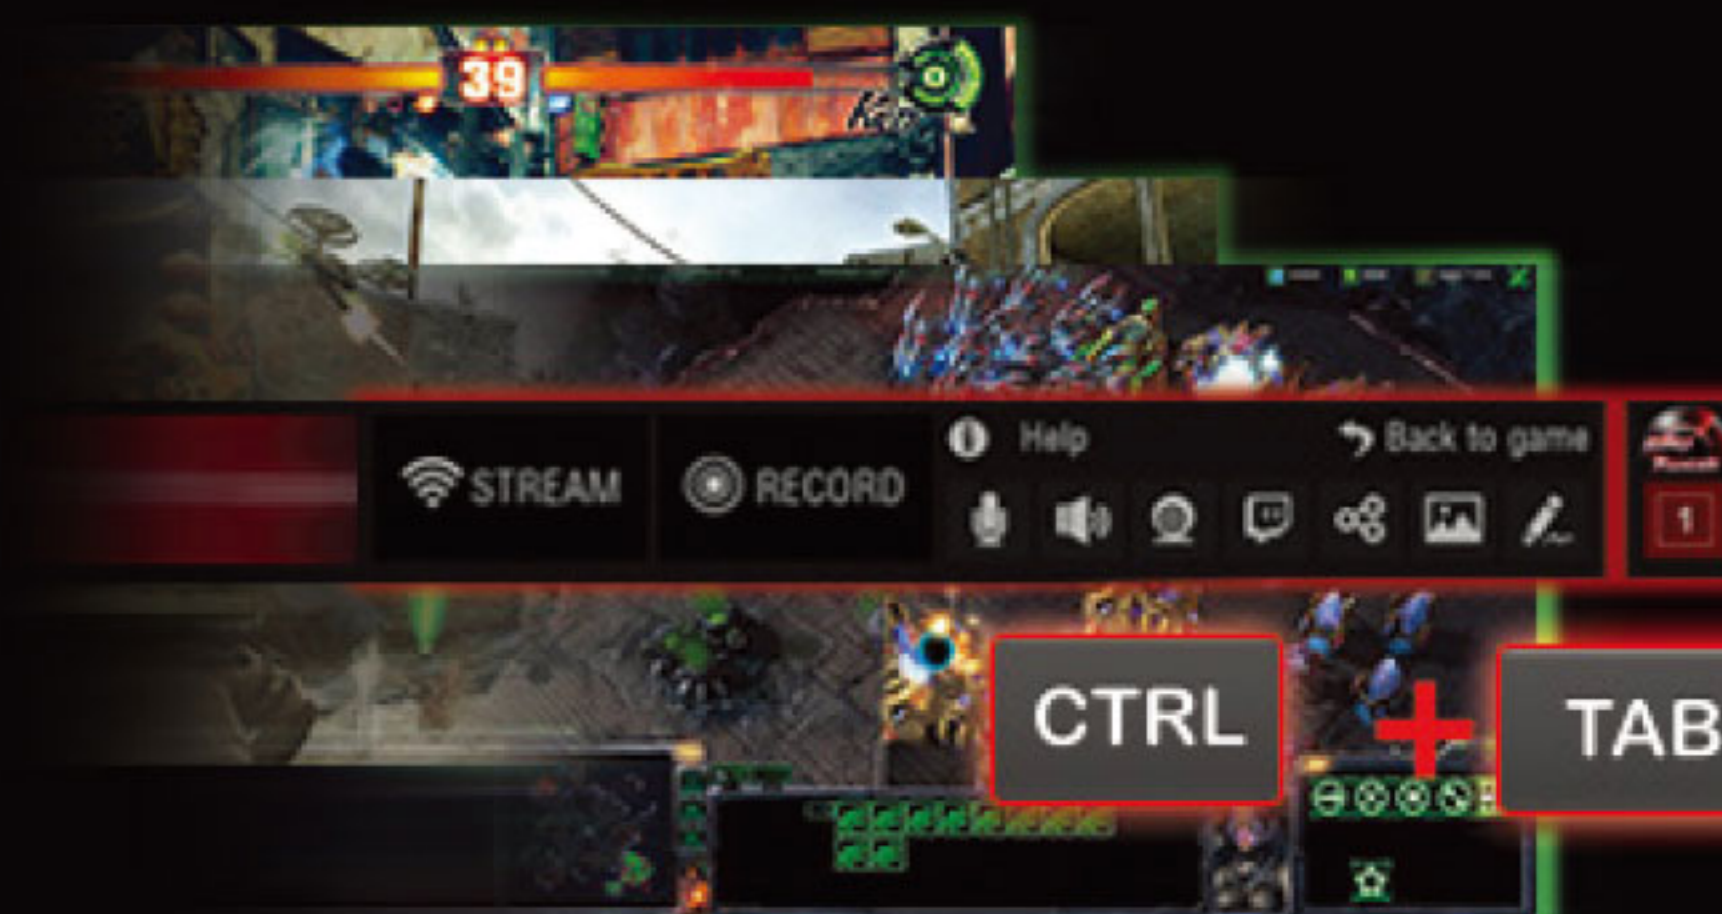 39
Help
Back to game
STREAM
RECORD
1
CTRL + TAB